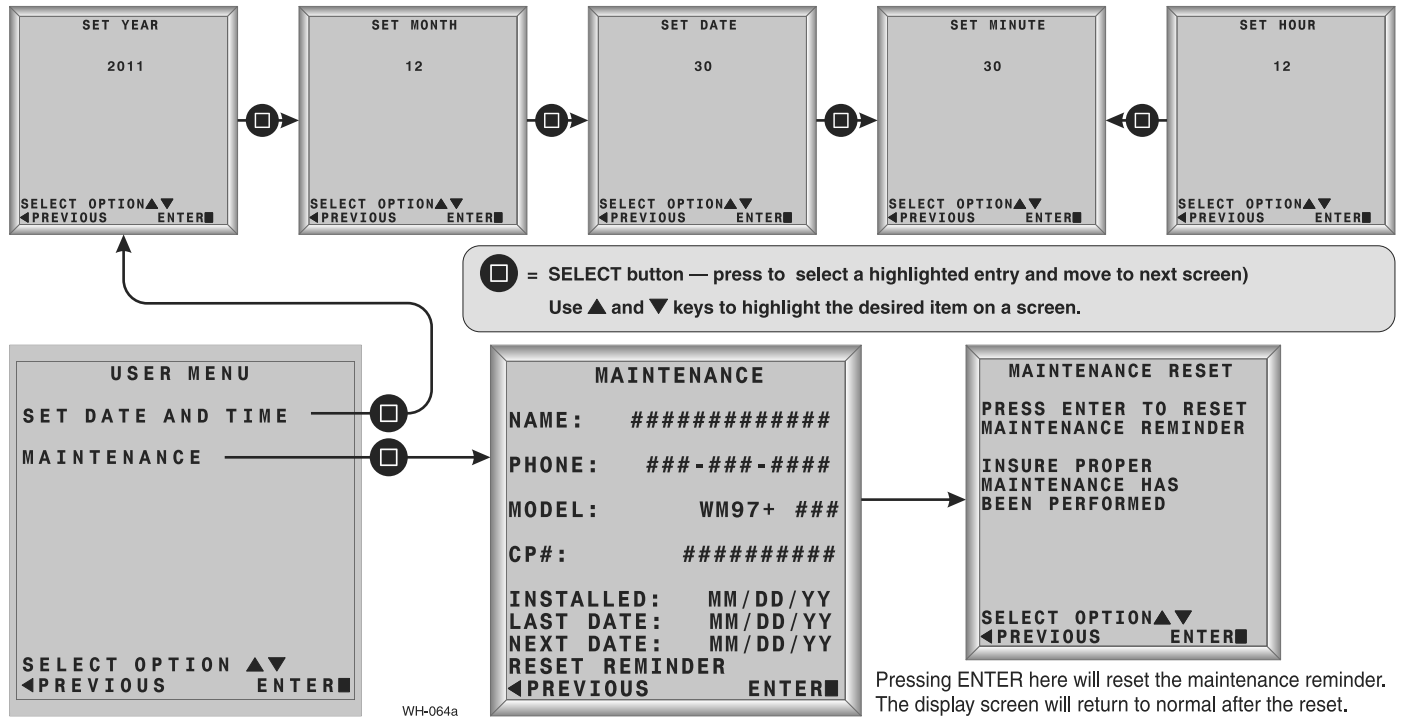 SET YEAR
2011
SELECT OPTION▲▼
◀PREVIOUS ENTER■
SET MONTH
12
SELECT OPTION▲▼
◀PREVIOUS ENTER■
SET DATE
30
SELECT OPTION▲▼
◀PREVIOUS ENTER■
SET MINUTE
30
SELECT OPTION▲▼
◀PREVIOUS ENTER■
SET HOUR
12
SELECT OPTION▲▼
◀PREVIOUS ENTER■
= SELECT button — press to select a highlighted entry and move to next screen)
Use ▲ and ▼ keys to highlight the desired item on a screen.
USER MENU
SET DATE AND TIME
MAINTENANCE
SELECT OPTION ▲▼
◀PREVIOUS ENTER■
WH-064a
MAINTENANCE
NAME: #############
PHONE: ###-###-####
MODEL: WM97+ ###
CP#: ##########
INSTALLED: MM/DD/YY
LAST DATE: MM/DD/YY
NEXT DATE: MM/DD/YY
RESET REMINDER
◀PREVIOUS ENTER■
MAINTENANCE RESET
PRESS ENTER TO RESET
MAINTENANCE REMINDER
INSURE PROPER
MAINTENANCE HAS
BEEN PERFORMED
SELECT OPTION▲▼
◀PREVIOUS ENTER■
Pressing ENTER here will reset the maintenance reminder.
The display screen will return to normal after the reset.